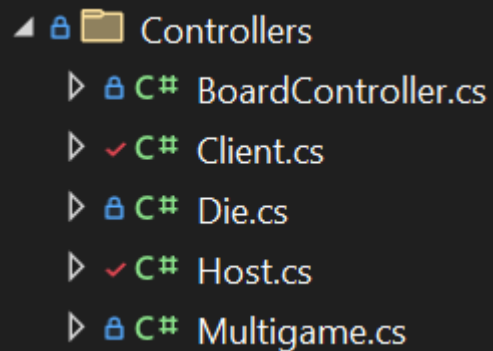 Controllers
C# BoardController.cs
C# Client.cs
C# Die.cs
C# Host.cs
C# Multigame.cs